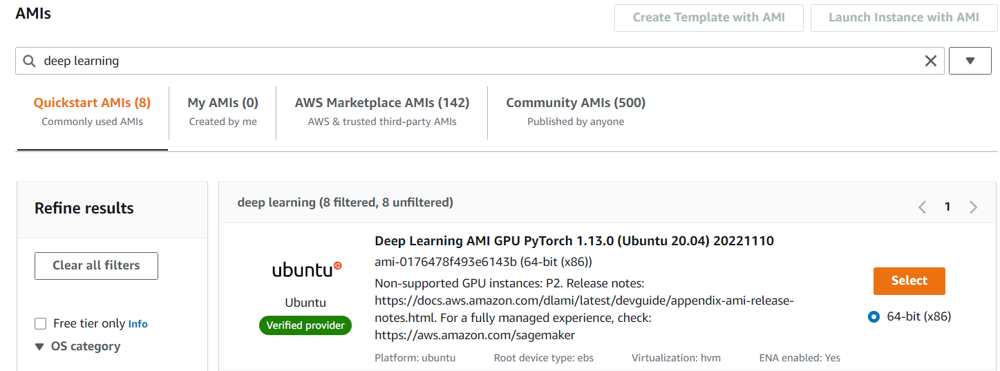 AMIs
Create Template with AMI
Launch Instance with AMI
deep learning
Quickstart AMIs (8)
Commonly used AMIs
My AMIs (0)
Created by me
AWS Marketplace AMIs (142)
AWS & trusted third-party AMIs
Community AMIs (500)
Published by anyone
Refine results
Clear all filters
Free tier only Info
OS category
deep learning (8 filtered, 8 unfiltered)
1
ubuntu
Ubuntu
Verified provider
Deep Learning AMI GPU PyTorch 1.13.0 (Ubuntu 20.04) 20221110
ami-0176478f493e6143b (64-bit (x86))
Non-supported GPU instances: P2. Release notes:
https://docs.aws.amazon.com/dlami/latest/devguide/appendix-ami-release-
notes.html. For a fully managed experience, check:
https://aws.amazon.com/sagemaker
Platform: ubuntu
Root device type: ebs
Virtualization: hvm
ENA enabled: Yes
Select
64-bit (x86)